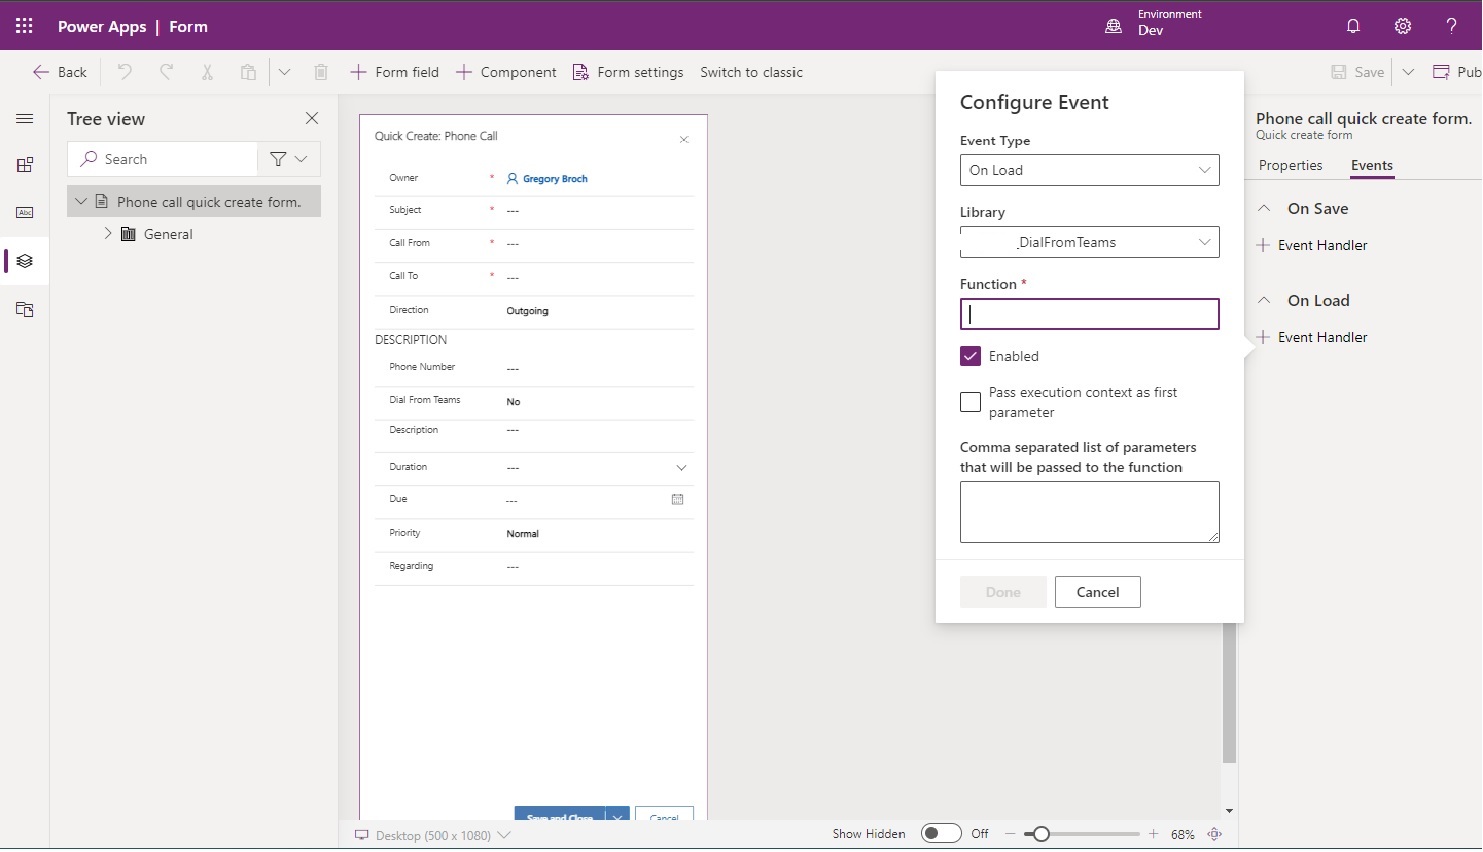 Power Apps | Form
Environment
Dev
?
Back
Form field
Component
Form settings
Switch to classic
Save
Pub
Tree view
Search
Phone call quick create form.
General
Abc
Quick Create: Phone Call
Owner * Gregory Broch
Subject * ---
Call From * ---
Call To * ---
Direction Outgoing
DESCRIPTION
Phone Number ---
Dial From Teams No
Description ---
Duration ---
Due ---
Priority Normal
Regarding ---
Save and Close
Cancel
Configure Event
Event Type
On Load
Library
_DialFromTeams
Function *
Enabled
Pass execution context as first
parameter
Comma separated list of parameters
that will be passed to the function
Done
Cancel
Phone call quick create form.
Quick create form
Properties
Events
On Save
+ Event Handler
On Load
+ Event Handler
Desktop (500 x 1080)
Show Hidden
Off
68%